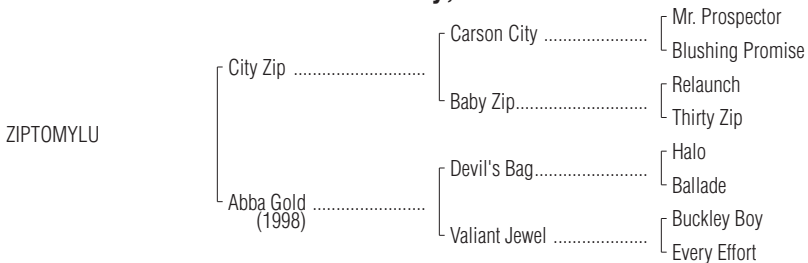 Mr. Prospector
Carson City ......................
Blushing Promise
City Zip ............................
Relaunch
Baby Zip............................
Thirty Zip
ZIPTOMYLU
Halo
Devil's Bag........................
Ballade
Abba Gold ........................
(1998)
Buckley Boy
Valiant Jewel ....................
Every Effort